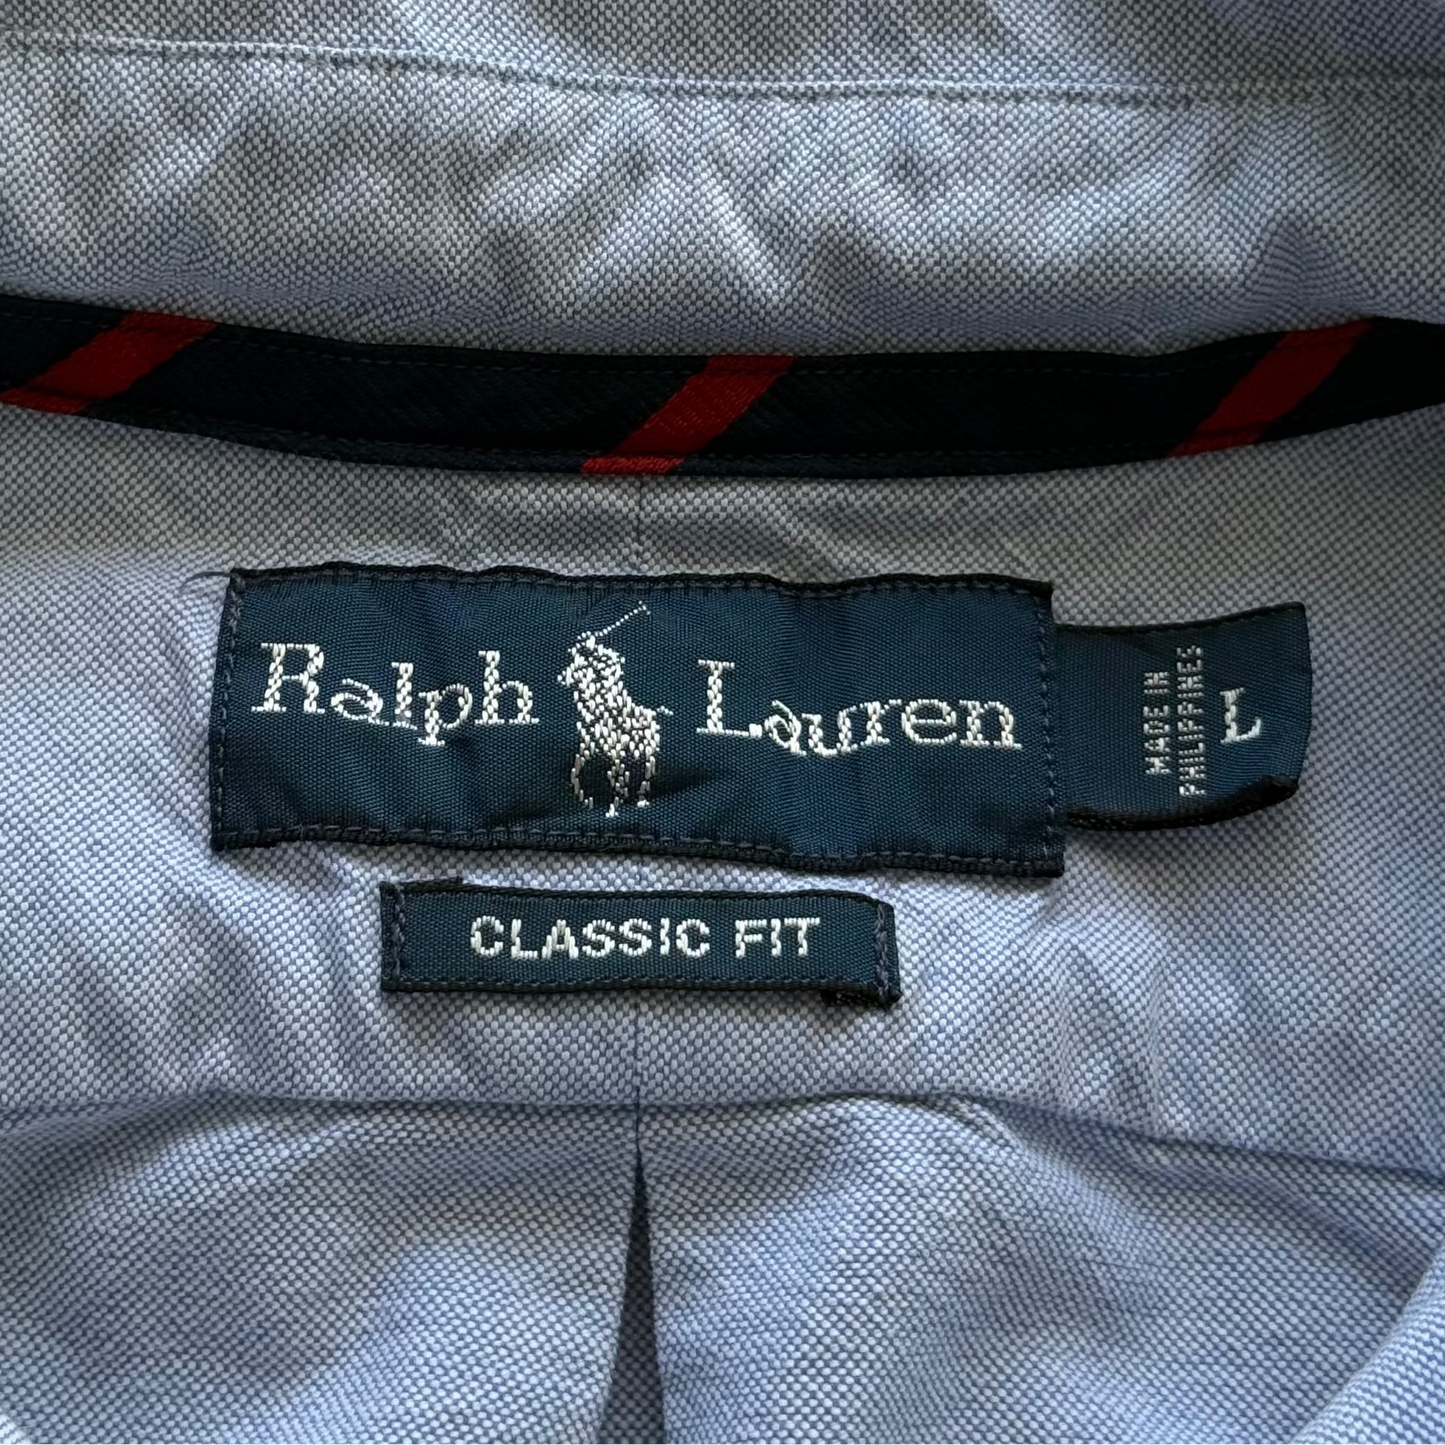 Ralph Lauren
MADE IN
PHILIPPINES
L
CLASSIC FIT